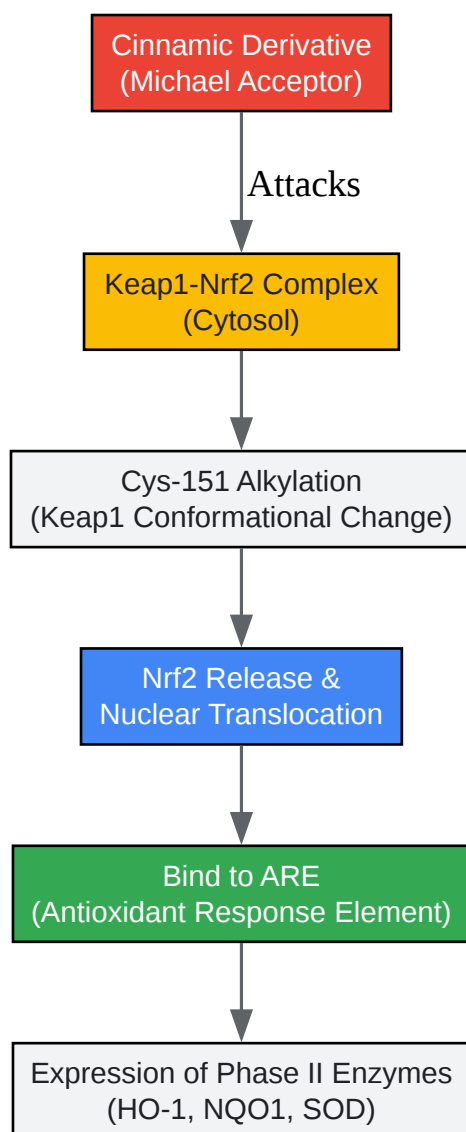 Cinnamic Derivative
(Michael Acceptor)
Attacks
Keap1-Nrf2 Complex
(Cytosol)
Cys-151 Alkylation
(Keap1 Conformational Change)
Nrf2 Release &
Nuclear Translocation
Bind to ARE
(Antioxidant Response Element)
Expression of Phase II Enzymes
(HO-1, NQO1, SOD)